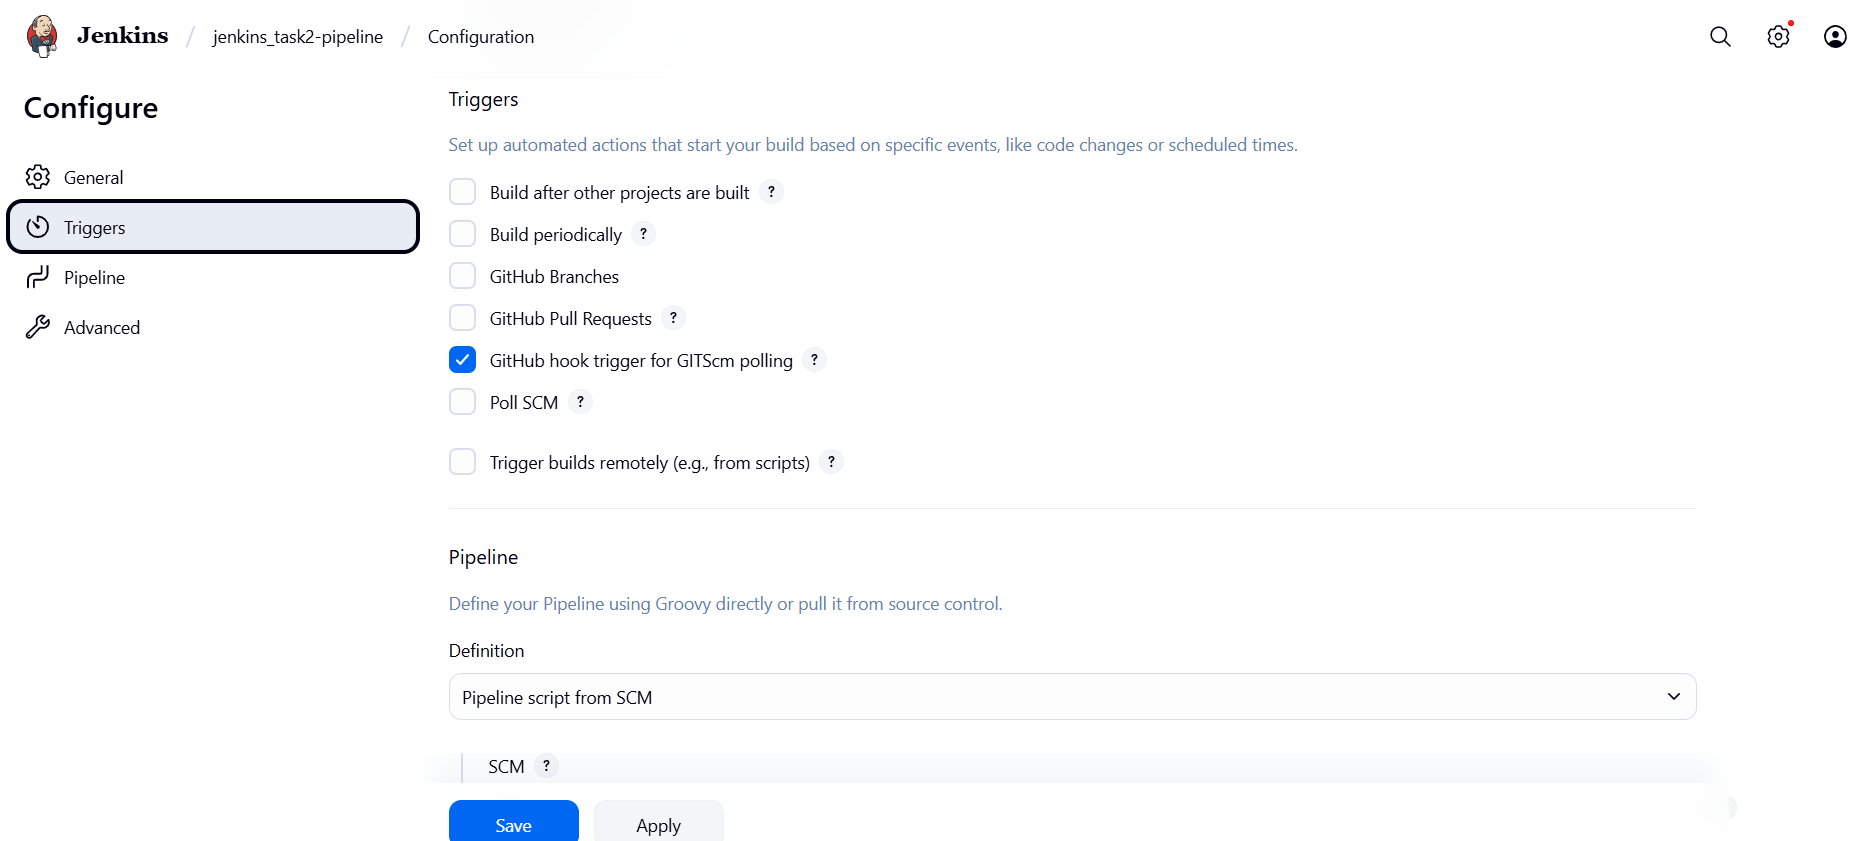 Jenkins / jenkins_task2-pipeline / Configuration
Configure
General
Triggers
Pipeline
Advanced
Triggers
Set up automated actions that start your build based on specific events, like code changes or scheduled times.
Build after other projects are built ?
Build periodically ?
GitHub Branches
GitHub Pull Requests ?
GitHub hook trigger for GITScm polling ?
Poll SCM ?
Trigger builds remotely (e.g., from scripts) ?
Pipeline
Define your Pipeline using Groovy directly or pull it from source control.
Definition
Pipeline script from SCM
SCM ?
Save Apply